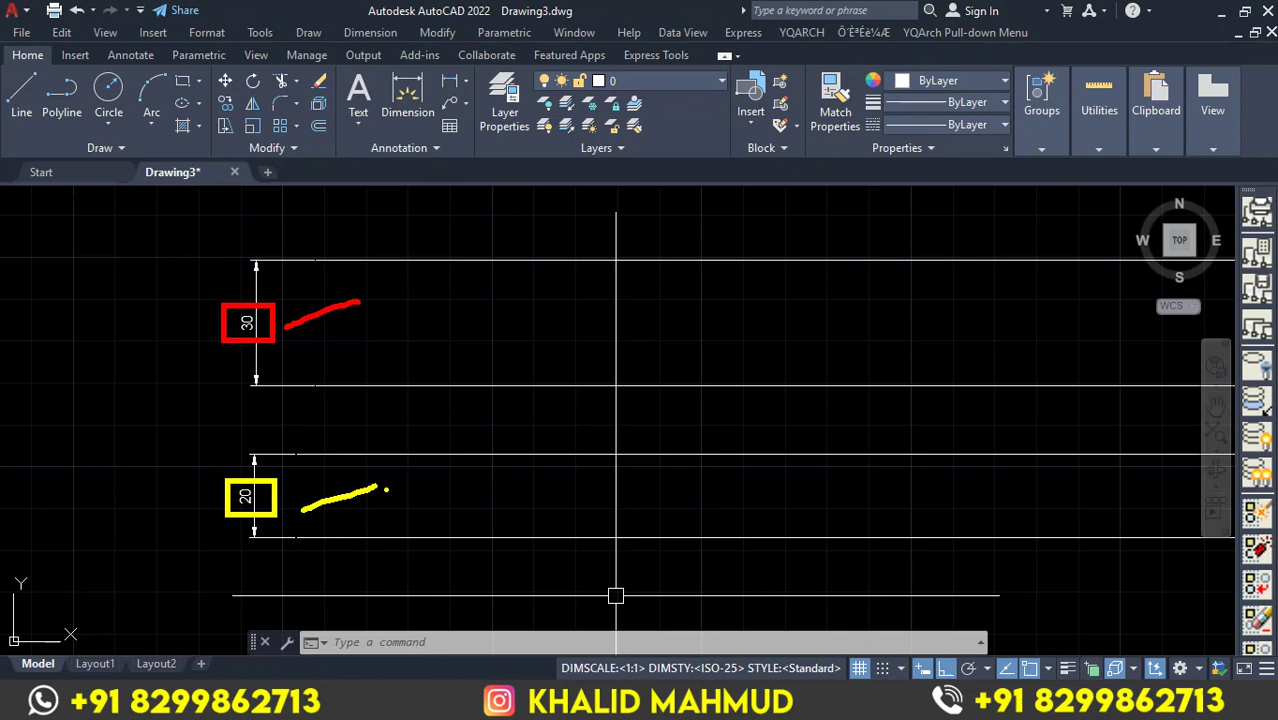 Share
Autodesk AutoCAD 2022 Drawing3.dwg
Type a keyword or phrase
Sign In
File Edit View Insert Format Tools Draw Dimension Modify Parametric Window Help Data View Express YQARCH Ô´È°Éè¼Æ YQArch Pull-down Menu
Home Insert Annotate Parametric View Manage Output Add-ins Collaborate Featured Apps Express Tools
0
ByLayer
ByLayer
ByLayer
Line Polyline Circle Arc Text Dimension Layer Properties Insert Match Properties Groups Utilities Clipboard View
Draw Modify Annotation Layers Block Properties
Start Drawing3*
N
W TOP E
S
WCS
30
20
Y
X
Type a command
Model Layout1 Layout2
DIMSCALE:<1:1> DIMSTY:<ISO-25> STYLE:<Standard>
+91 8299862713 KHALID MAHMUD +91 8299862713